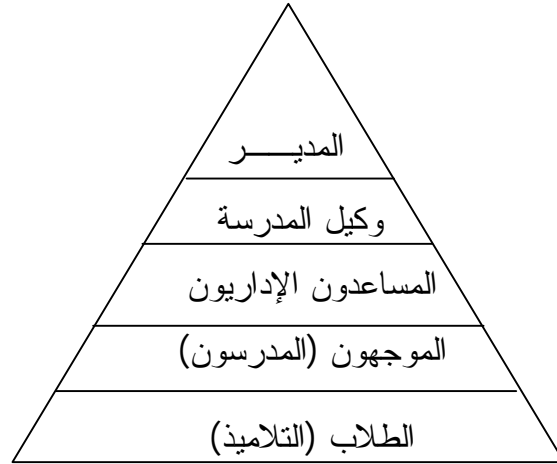 المديـــــر
وكيل المدرسة
المساعدون الإداريون
الموجهون (المدرسون)
الطلاب (التلاميذ)